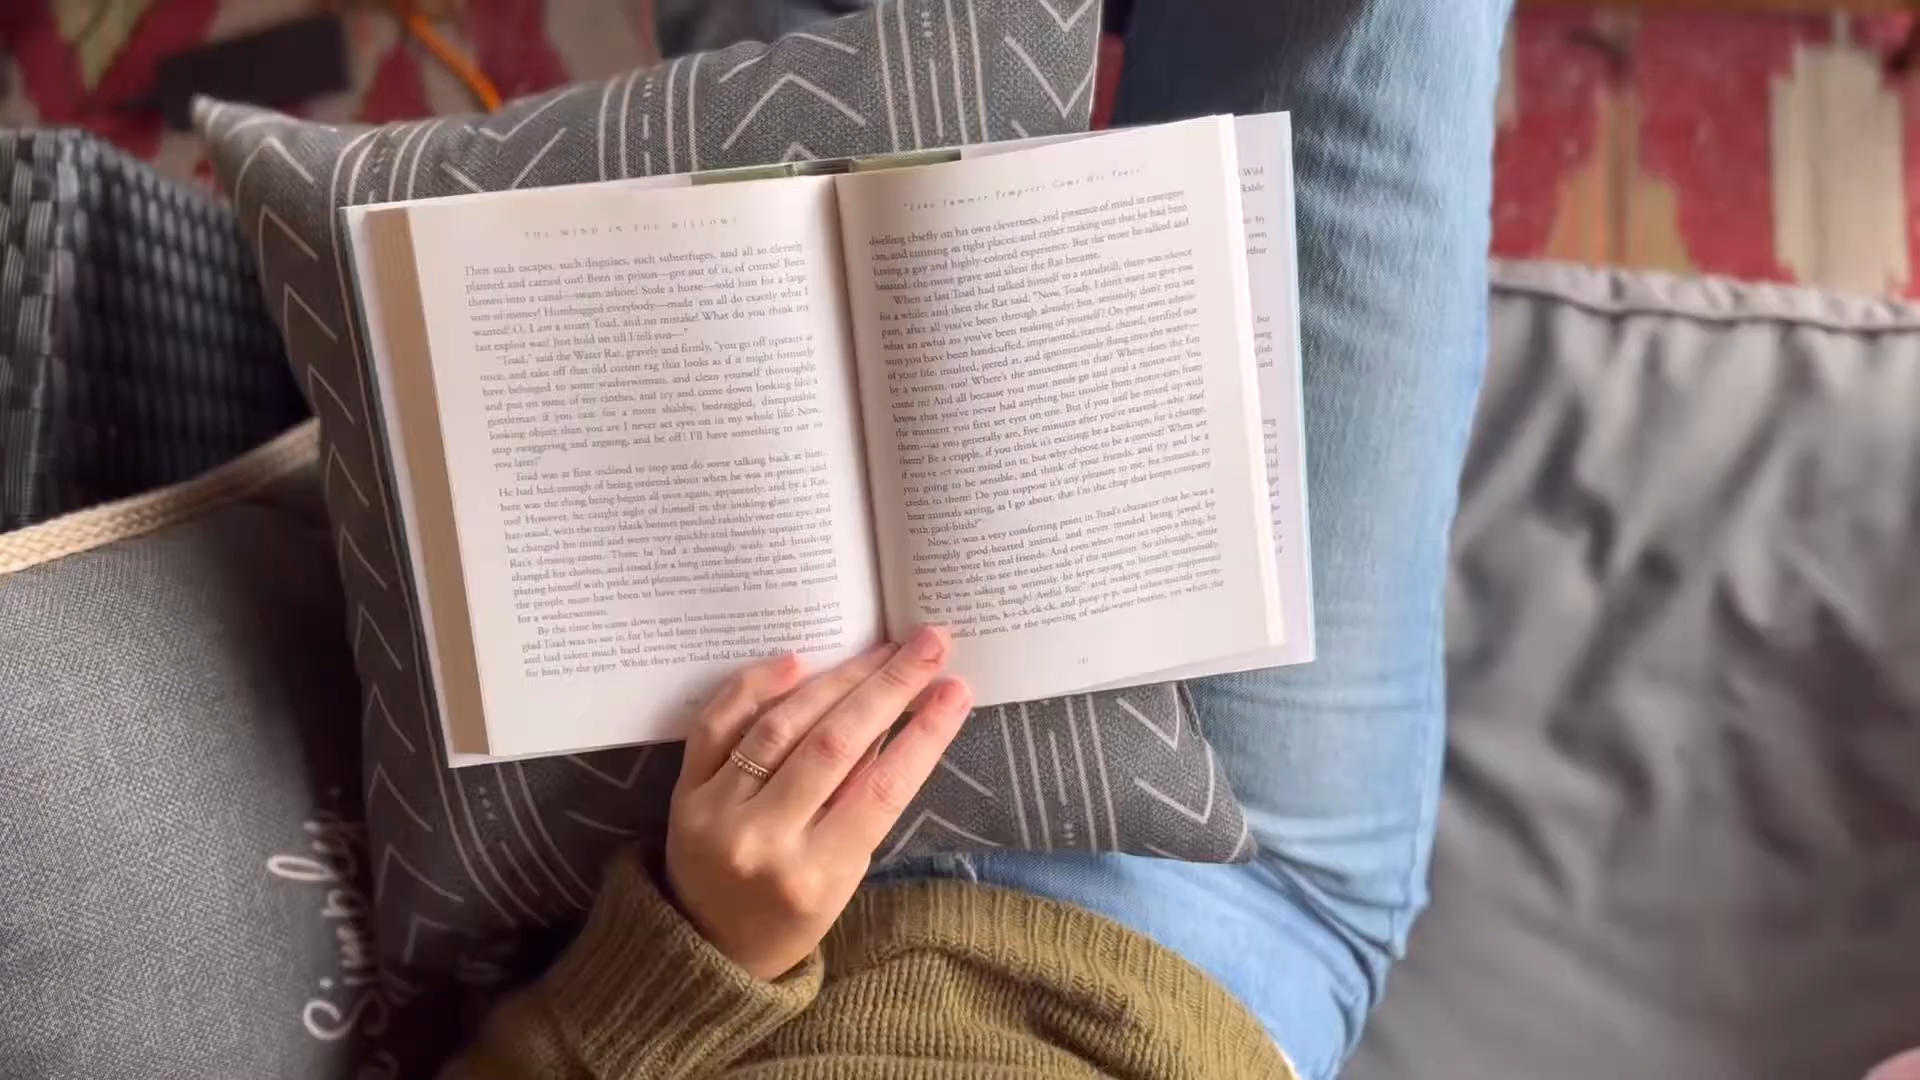 THE WIND IN THE WILLOWS
Then such escapes, such disguises, such subterfuges, and all so cleverly
planned and carried out! Been in prison—got out of it, of course! Been
thrown into a canal—swam ashore! Stole a horse—sold him for a large
sum of money! Humbugged everybody—made 'em all do exactly what I
wanted! O, I am a smart Toad, and no mistake! What do you think my
last exploit was? Just hold on till I tell you—"
"Toad," said the Water Rat, gravely and firmly, "you go off upstairs at
once, and take off that old cotton rag that looks as if it might formerly
have belonged to some washerwoman, and clean yourself thoroughly,
and put on some of my clothes, and try and come down looking like a
gentleman if you can; for a more shabby, bedraggled, disreputable
looking object than you are I never set eyes on in my whole life! Now,
stop swaggering and arguing, and be off! I'll have something to say to
you later!"
Toad was at first inclined to stop and do some talking back at him.
He had had enough of being ordered about when he was in prison, and
here was the thing being begun all over again, apparently; and by a Rat,
too! However, he caught sight of himself in the looking-glass over the
hat-stand, with the rusty black bonnet perched rakishly over one eye, and
he changed his mind and went very quickly and humbly upstairs to the
Rat's dressing-room. There he had a thorough wash and brush-up,
changed his clothes, and stood for a long time before the glass, contem-
plating himself with pride and pleasure, and thinking what utter idiots all
the people must have been to have ever mistaken him for one moment
for a washerwoman.
By the time he came down again luncheon was on the table, and very
glad Toad was to see it, for he had been through some trying experiences
and had taken much hard exercise since the excellent breakfast provided
for him by the gipsy. While they ate Toad told the Rat all his adventures,
"Like Summer Tempests Came His Tears"
dwelling chiefly on his own cleverness, and presence of mind in emergen-
cies, and cunning in tight places; and rather making out that he had been
having a gay and highly-colored experience. But the more he talked and
boasted, the more grave and silent the Rat became.
When at last Toad had talked himself to a standstill, there was silence
for a while; and then the Rat said, "Now, Toady, I don't want to give you
pain, after all you've been through already; but, seriously, don't you see
what an awful ass you've been making of yourself? On your own admis-
sion you have been handcuffed, imprisoned, starved, chased, terrified out
of your life, insulted, jeered at, and ignominiously flung into the water—
by a woman, too! Where's the amusement in that? Where does the fun
come in? And all because you must needs go and steal a motor-car. You
know that you've never had anything but trouble from motor-cars from
the moment you first set eyes on one. But if you will be mixed up with
them—as you generally are, five minutes after you've started—why steal
them? Be a cripple, if you think it's exciting; be a bankrupt, for a change,
if you've set your mind on it; but why choose to be a convict? When are
you going to be sensible, and think of your friends, and try and be a
credit to them? Do you suppose it's any pleasure to me, for instance, to
hear animals saying, as I go about, that I'm the chap that keeps company
with gaol-birds?"
Now, it was a very comforting point in Toad's character that he was a
thoroughly good-hearted animal, and never minded being jawed by
those who were his real friends. And even when most set upon a thing, he
was always able to see the other side of the question. So although, while
the Rat was talking so seriously, he kept saying to himself mutinously,
"But it was fun, though! Awful fun!" and making strange suppressed
inside him, k-i-ck-ck-ck, and poop-p-p, and other sounds resem-
stifled snorts, or the opening of soda-water bottles, yet when the
Wild
by
own
but
and
Simply.